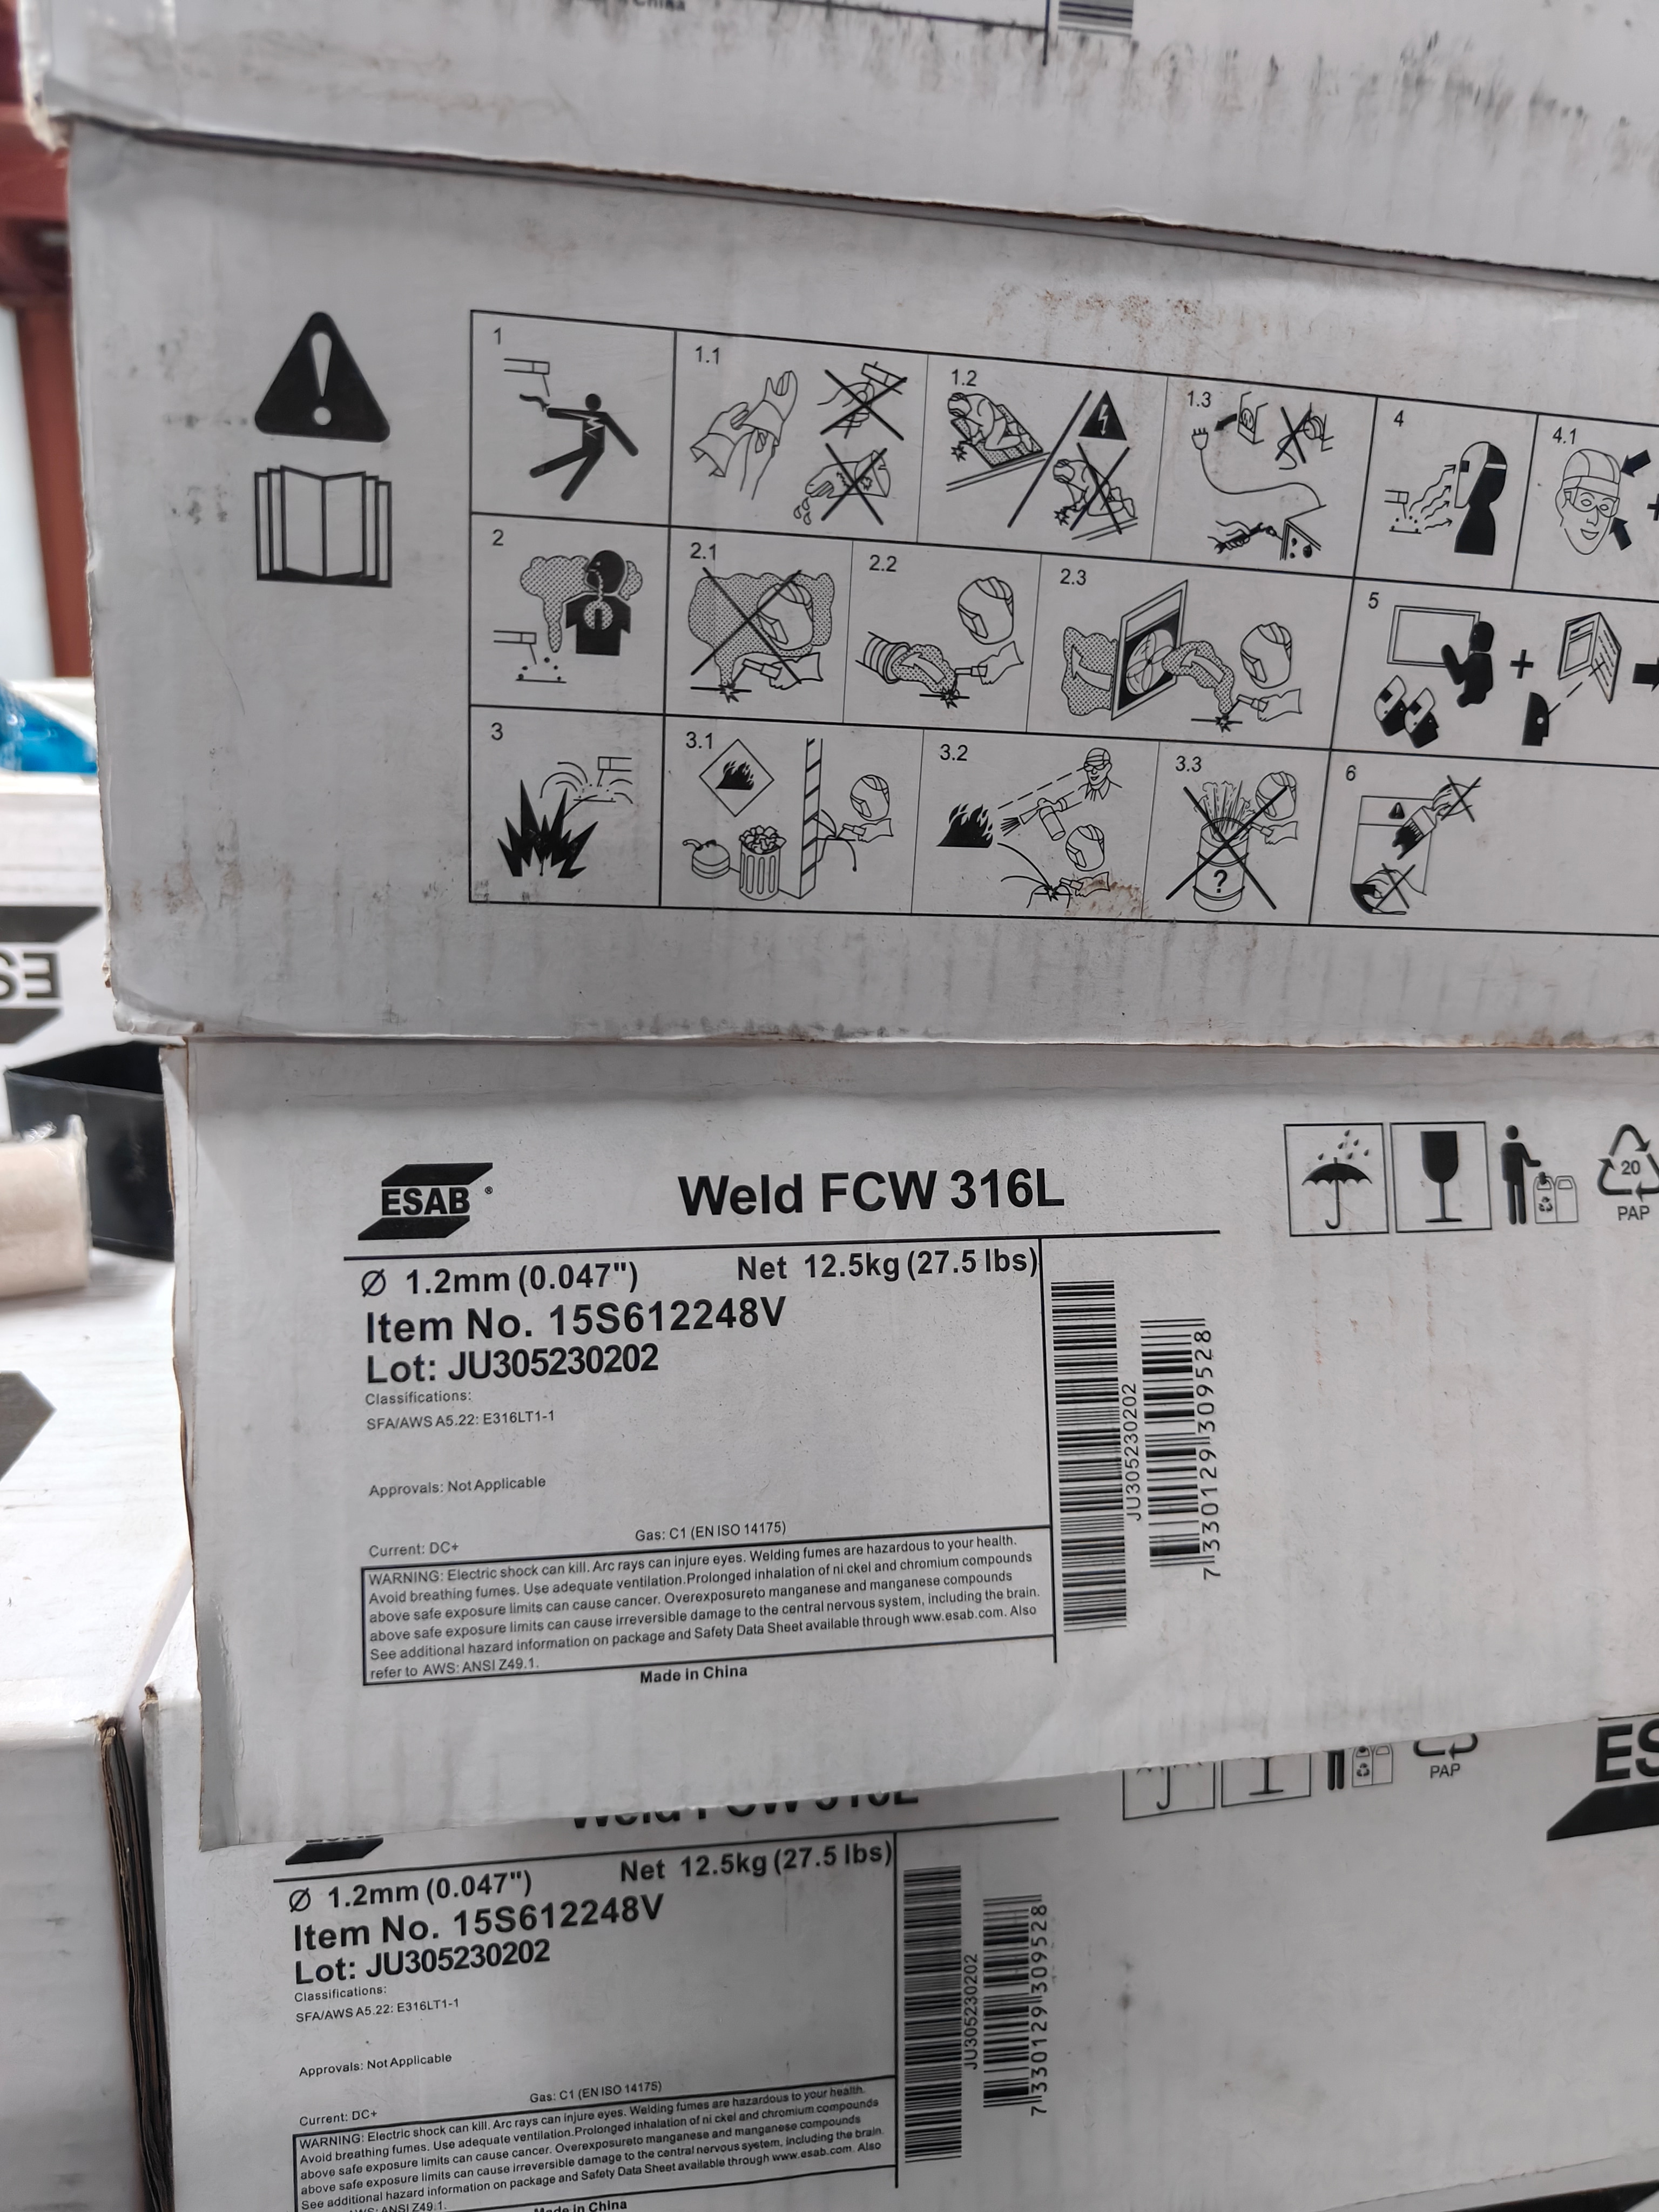 China
1
1.1
1.2
1.3
4
4.1
2
2.1
2.2
2.3
5
3
3.1
3.2
3.3
6
?
ESAB®
Weld FCW 316L
20
PAP
Ø 1.2mm (0.047")
Net 12.5kg (27.5 lbs)
Item No. 15S612248V
Lot: JU305230202
Classifications:
SFA/AWS A5.22: E316LT1-1
Approvals: Not Applicable
Current: DC+
Gas: C1 (EN ISO 14175)
WARNING: Electric shock can kill. Arc rays can injure eyes. Welding fumes are hazardous to your health.
Avoid breathing fumes. Use adequate ventilation.Prolonged inhalation of ni ckel and chromium compounds
above safe exposure limits can cause cancer. Overexposureto manganese and manganese compounds
above safe exposure limits can cause irreversible damage to the central nervous system, including the brain.
See additional hazard information on package and Safety Data Sheet available through www.esab.com. Also
refer to AWS: ANSI Z49.1.
Made in China
JU305230202
7330129309528
Weld FCW 316L
PAP
ES
Ø 1.2mm (0.047")
Net 12.5kg (27.5 lbs)
Item No. 15S612248V
Lot: JU305230202
Classifications:
SFA/AWS A5.22: E316LT1-1
Approvals: Not Applicable
Current: DC+
Gas: C1 (EN ISO 14175)
WARNING: Electric shock can kill. Arc rays can injure eyes. Welding fumes are hazardous to your health.
Avoid breathing fumes. Use adequate ventilation.Prolonged inhalation of ni ckel and chromium compounds
above safe exposure limits can cause cancer. Overexposureto manganese and manganese compounds
above safe exposure limits can cause irreversible damage to the central nervous system, including the brain.
See additional hazard information on package and Safety Data Sheet available through www.esab.com. Also
AWS: ANSI Z49.1.
Made in China
JU305230202
7330129309528